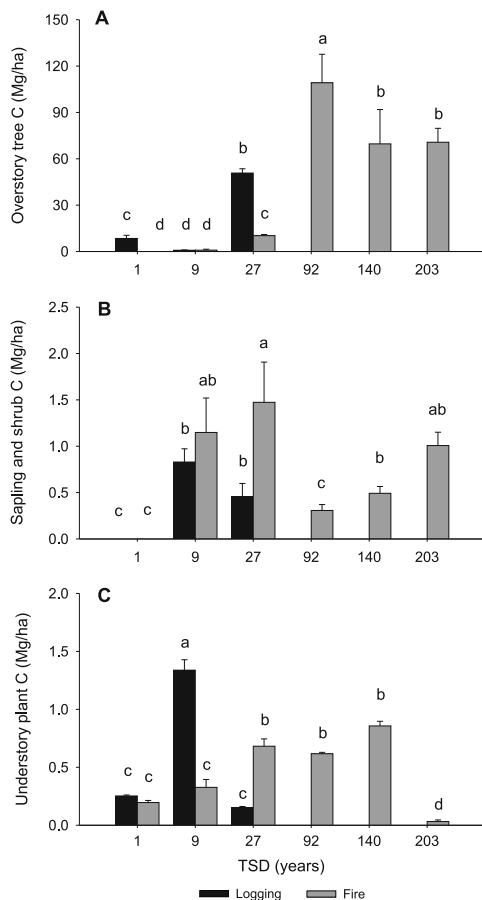 A
Overstory tree C (Mg/ha)
150
120
90
60
30
0
c d d d b c a b b
1 9 27 92 140 203
B
Sapling and shrub C (Mg/ha)
2.5
2.0
1.5
1.0
0.5
0.0
c c b ab b a c b ab
1 9 27 92 140 203
C
Understory plant C (Mg/ha)
2.0
1.5
1.0
0.5
0.0
c c a c c b b b d
1 9 27 92 140 203
TSD (years)
Logging Fire